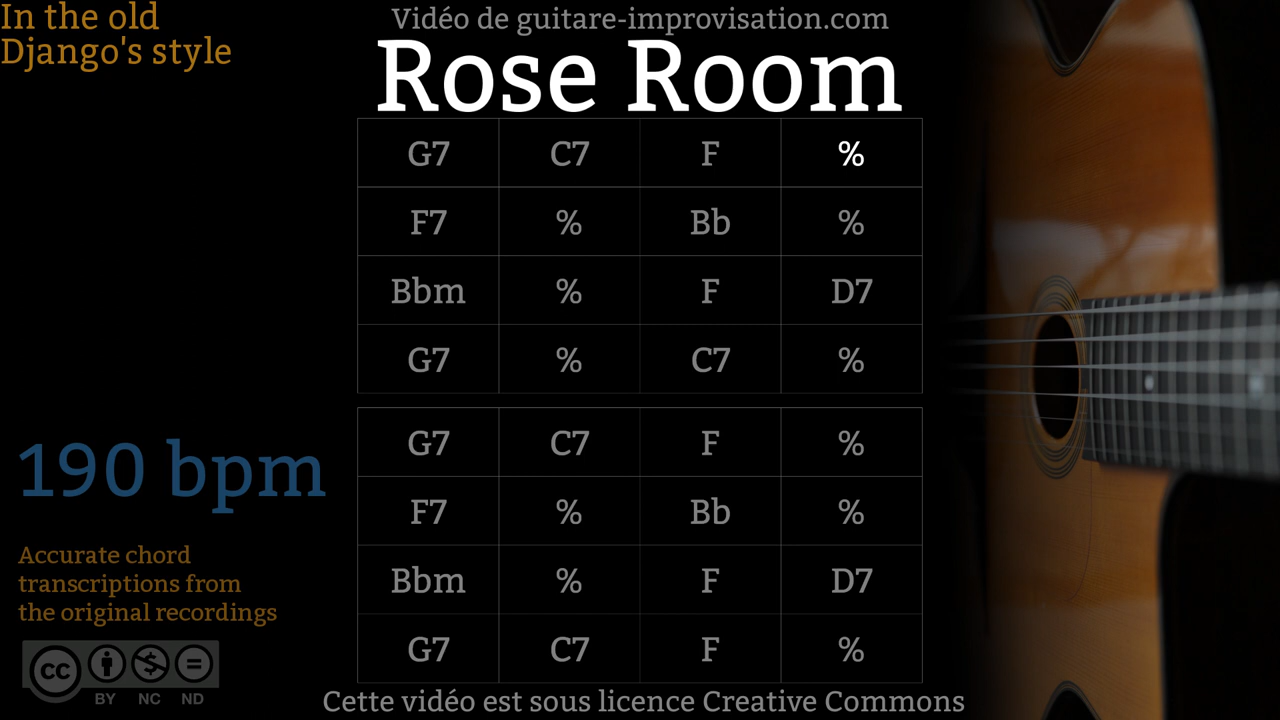 In the old
Django's style
Vidéo de guitare-improvisation.com
Rose Room
G7 C7 F %
F7 % Bb %
Bbm % F D7
G7 % C7 %
G7 C7 F %
F7 % Bb %
Bbm % F D7
G7 C7 F %
190 bpm
Accurate chord
transcriptions from
the original recordings
cc
BY NC ND
Cette vidéo est sous licence Creative Commons